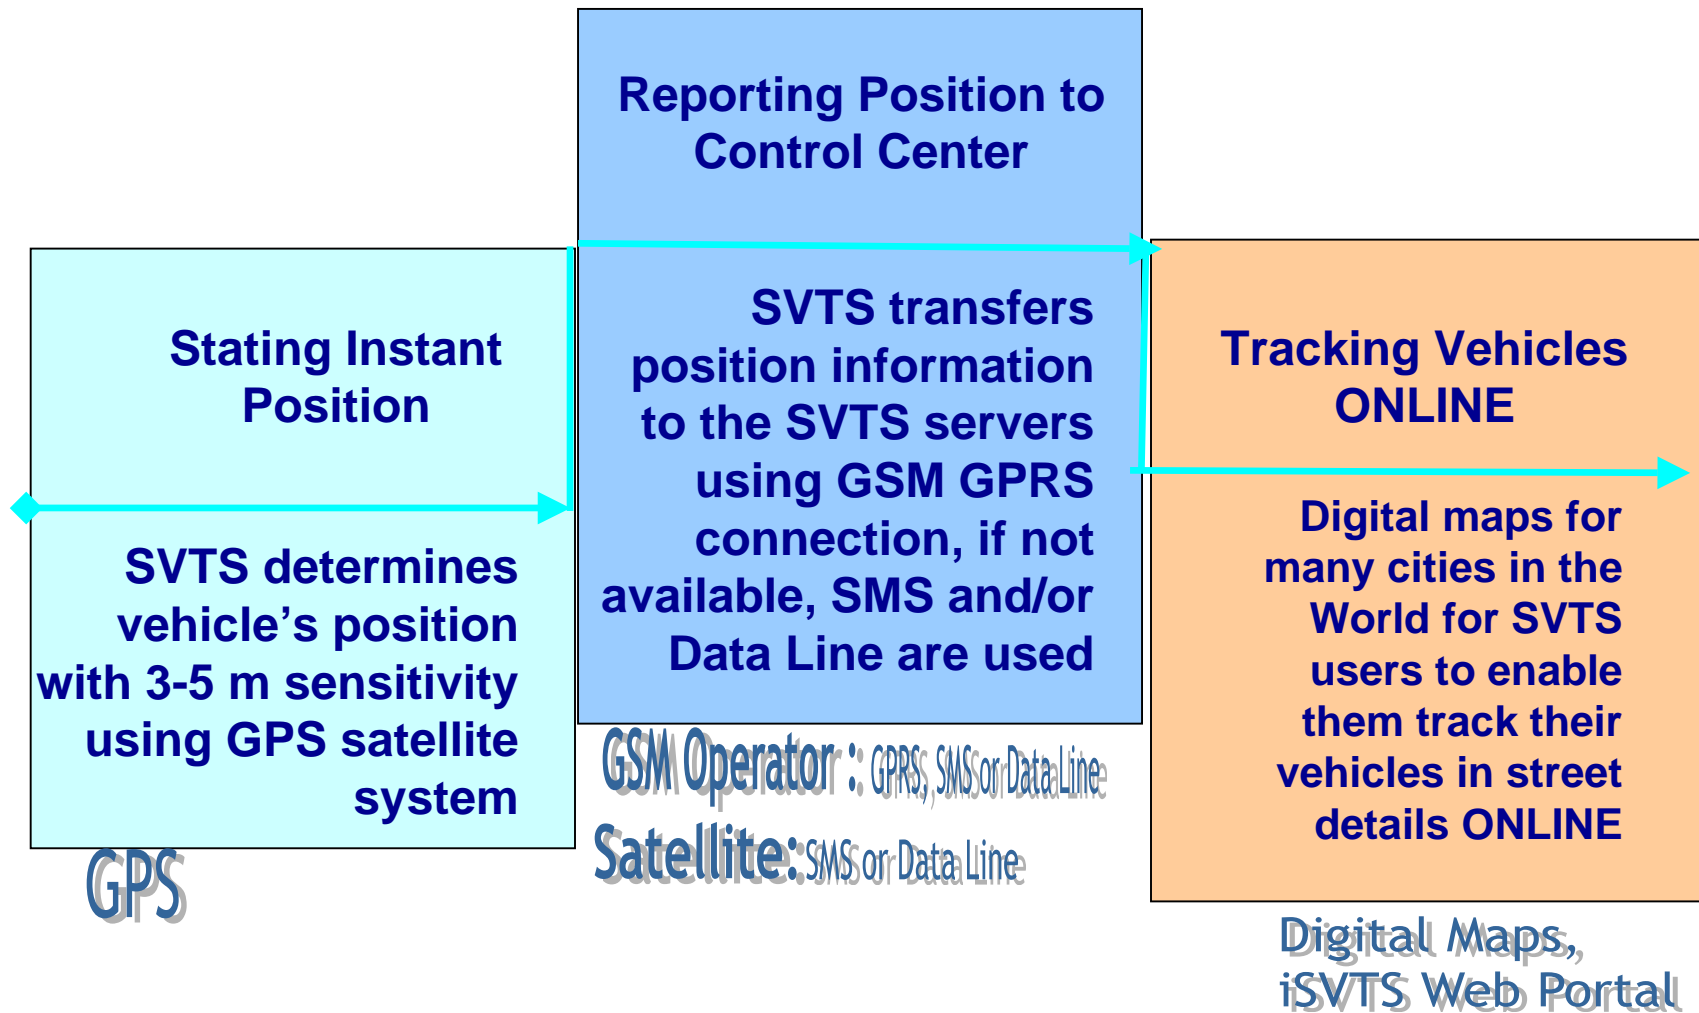 Stating Instant
Position
SVTS determines
vehicle’s position
with 3-5 m sensitivity
using GPS satellite
system
GPS
Reporting Position to
Control Center
SVTS transfers
position information
to the SVTS servers
using GSM GPRS
connection, if not
available, SMS and/or
Data Line are used
GSM Operator : GPRS, SMS or Data Line
Satellite: SMS or Data Line
Tracking Vehicles
ONLINE
Digital maps for
many cities in the
World for SVTS
users to enable
them track their
vehicles in street
details ONLINE
Digital Maps,
iSVTS Web Portal